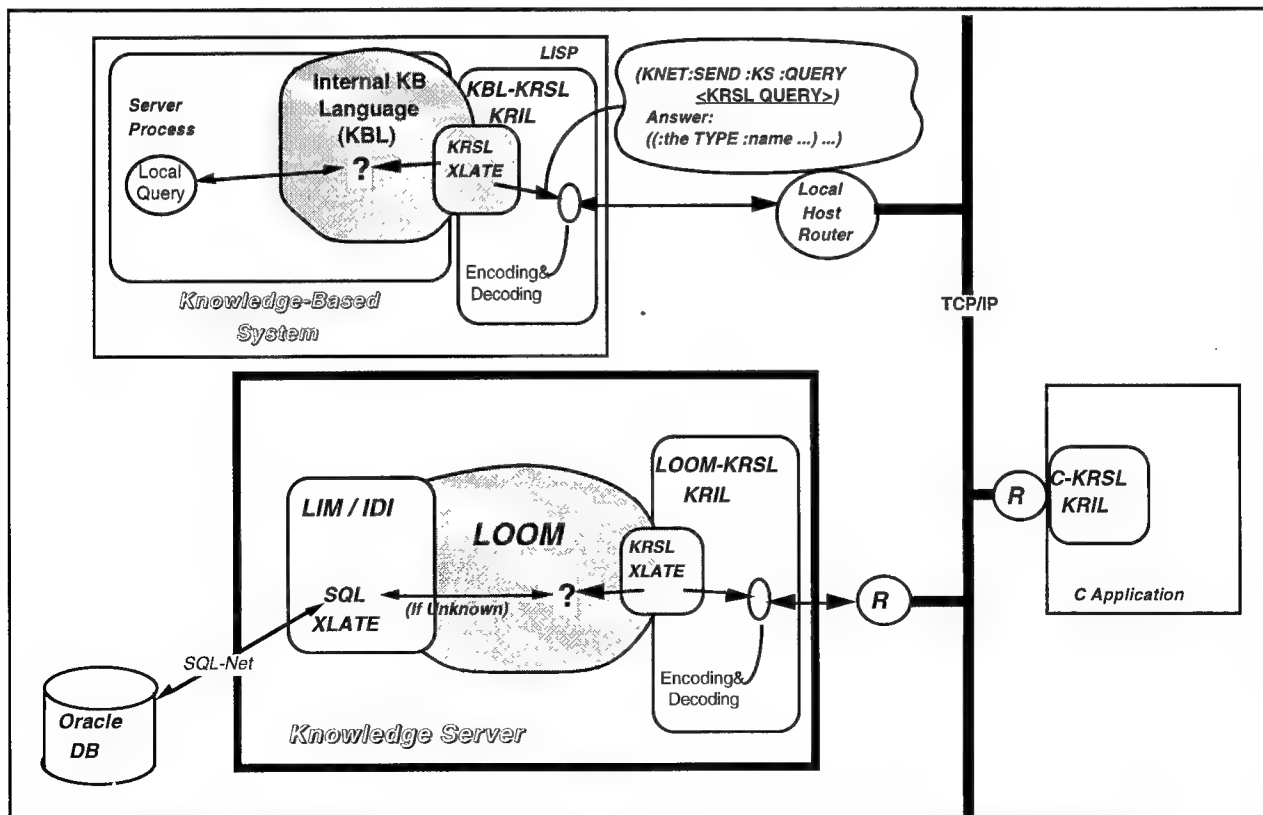 LISP
Internal KB
Language
(KBL)
Server
Process
Local
Query
?
KBL-KRSL
KRIL
KRSL
XLATE
Encoding&
Decoding
Knowledge-Based
System
(KNET:SEND :KS :QUERY
<KRSL QUERY>)
Answer:
((:the TYPE :name ...) ...)
Local
Host
Router
TCP/IP
LIM / IDI
SQL
XLATE
LOOM
(If Unknown)
?
LOOM-KRSL
KRIL
KRSL
XLATE
Encoding&
Decoding
R
Knowledge Server
SQL-Net
Oracle
DB
R
C-KRSL
KRIL
C Application